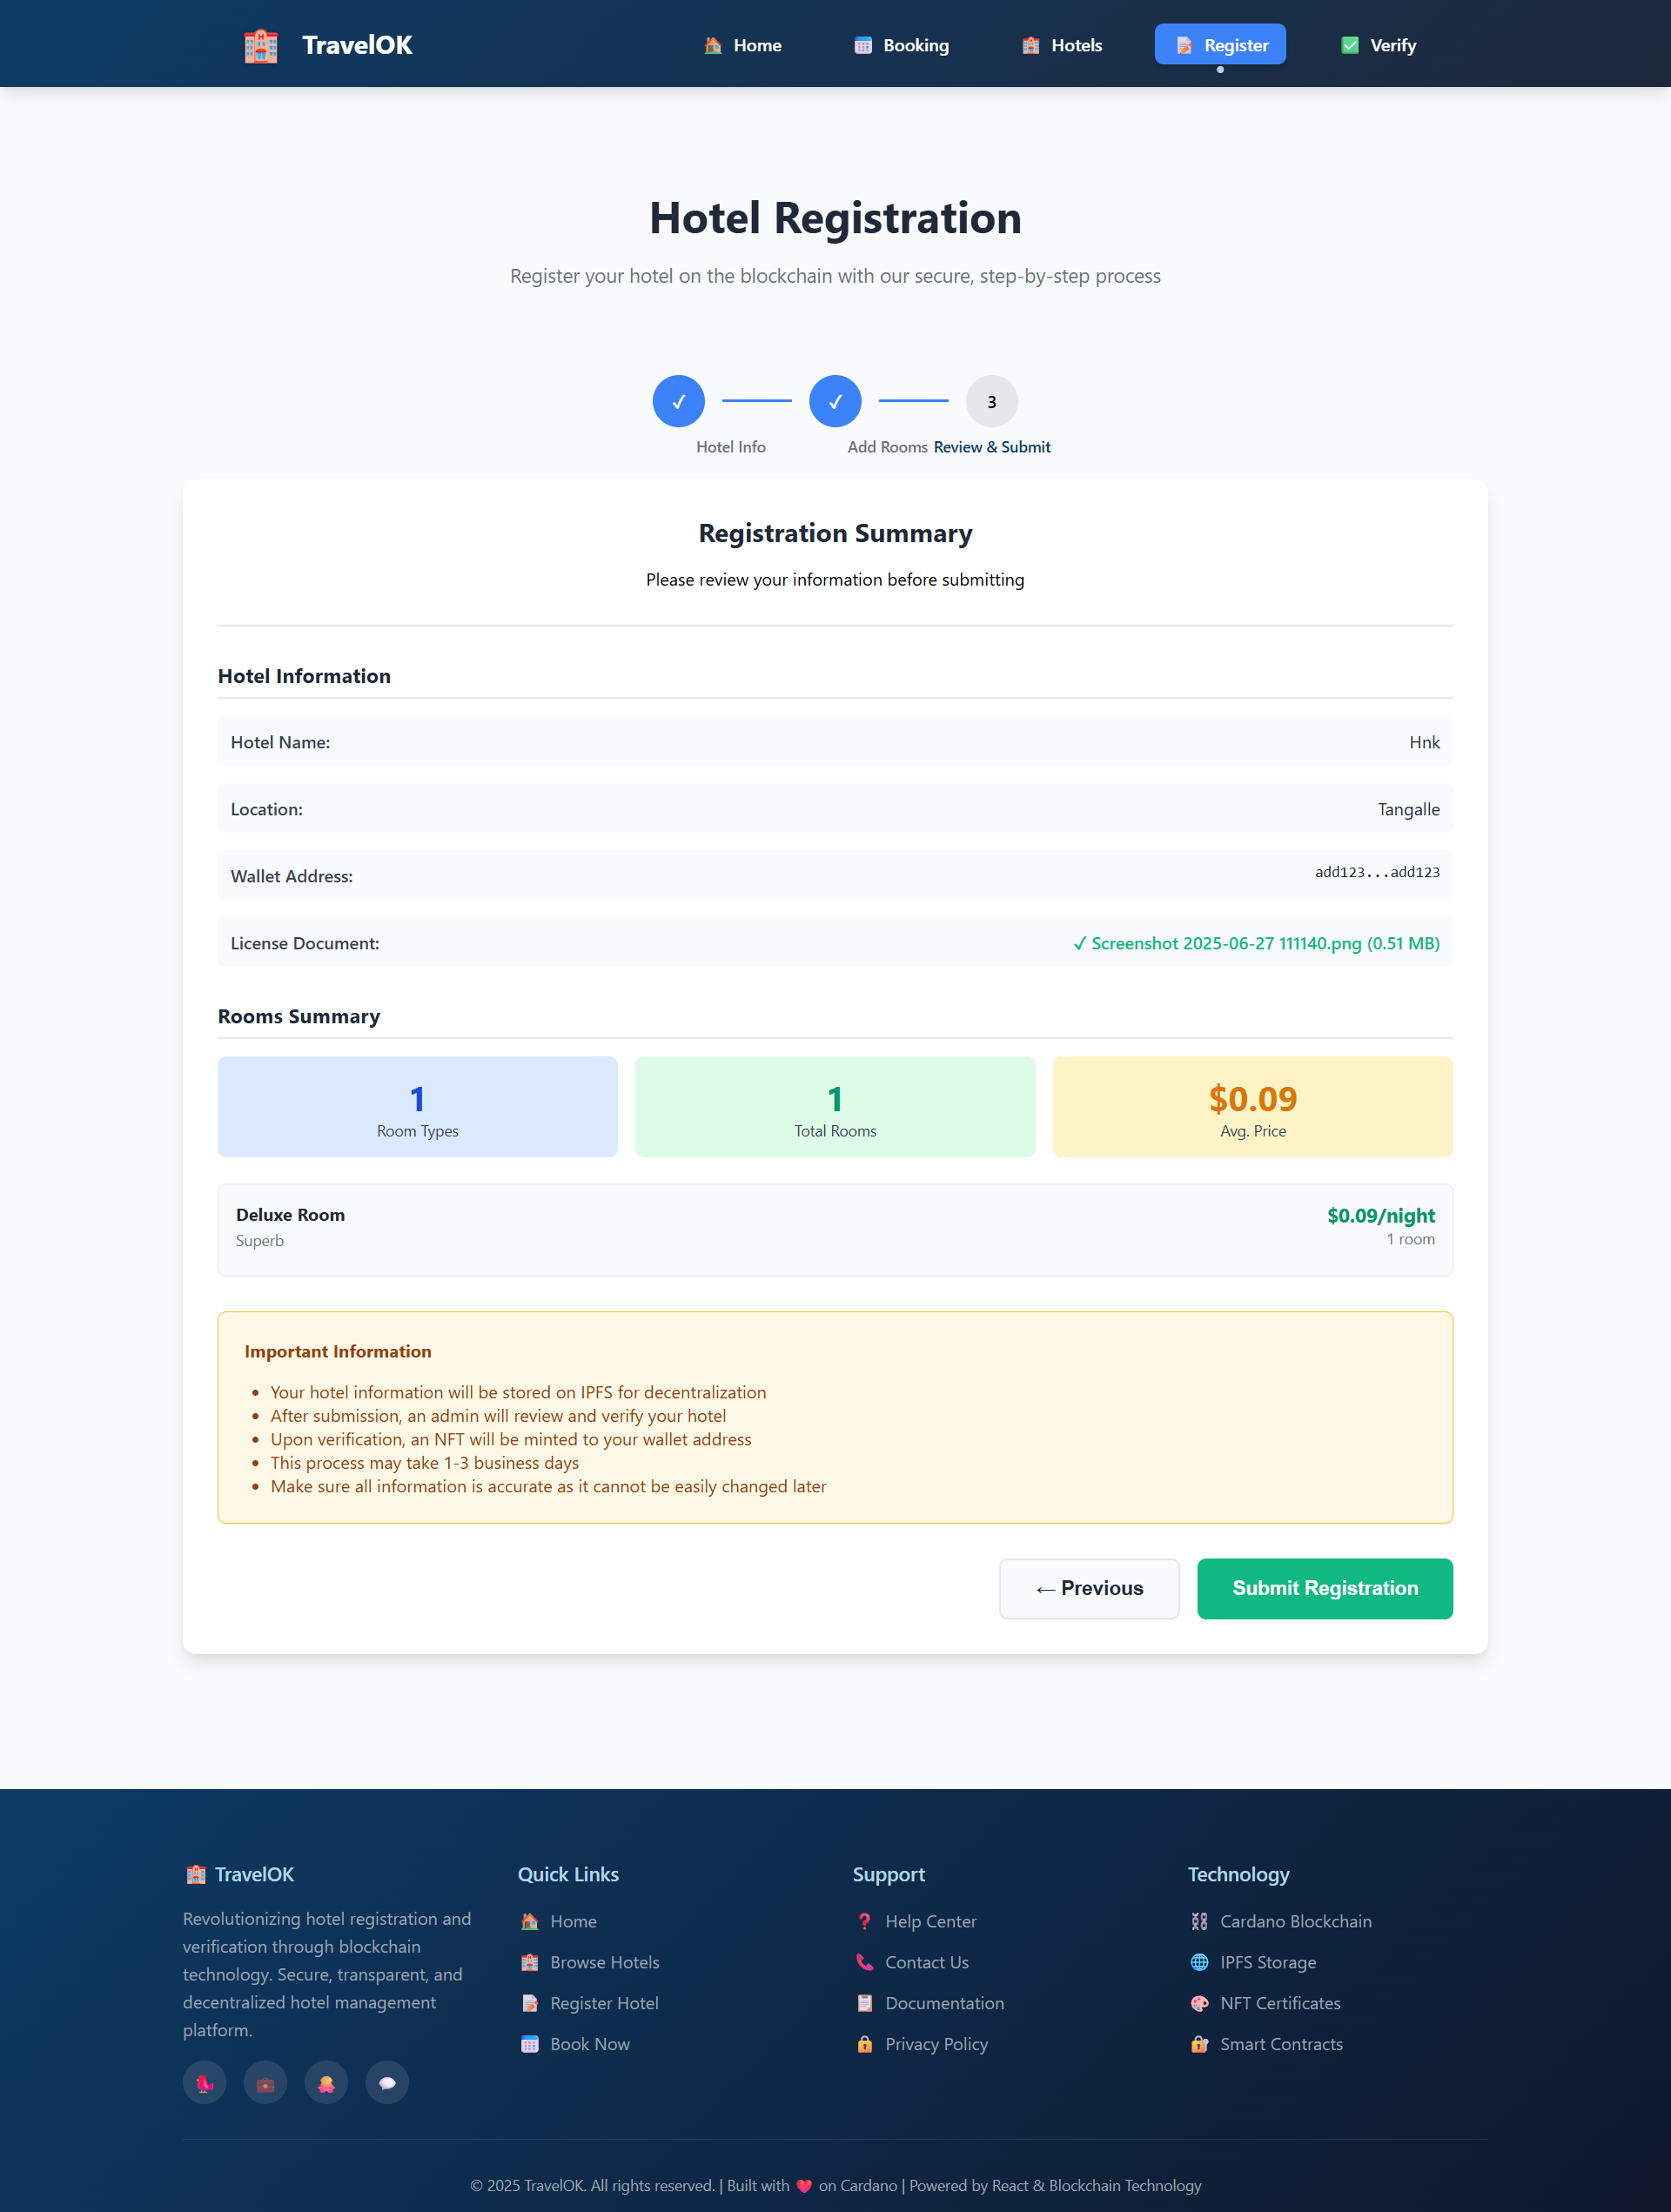 TravelOK
Home
Booking
Hotels
Register
Verify
Hotel Registration
Register your hotel on the blockchain with our secure, step-by-step process
✓
✓
3
Hotel Info
Add Rooms
Review & Submit
Registration Summary
Please review your information before submitting
Hotel Information
Hotel Name:
Hnk
Location:
Tangalle
Wallet Address:
add123...add123
License Document:
✓ Screenshot 2025-06-27 111140.png (0.51 MB)
Rooms Summary
1
Room Types
1
Total Rooms
$0.09
Avg. Price
Deluxe Room
Superb
$0.09/night
1 room
Important Information
• Your hotel information will be stored on IPFS for decentralization
• After submission, an admin will review and verify your hotel
• Upon verification, an NFT will be minted to your wallet address
• This process may take 1-3 business days
• Make sure all information is accurate as it cannot be easily changed later
← Previous
Submit Registration
TravelOK
Revolutionizing hotel registration and
verification through blockchain
technology. Secure, transparent, and
decentralized hotel management
platform.
Quick Links
Home
Browse Hotels
Register Hotel
Book Now
Support
Help Center
Contact Us
Documentation
Privacy Policy
Technology
Cardano Blockchain
IPFS Storage
NFT Certificates
Smart Contracts
© 2025 TravelOK. All rights reserved. | Built with ❤️ on Cardano | Powered by React & Blockchain Technology